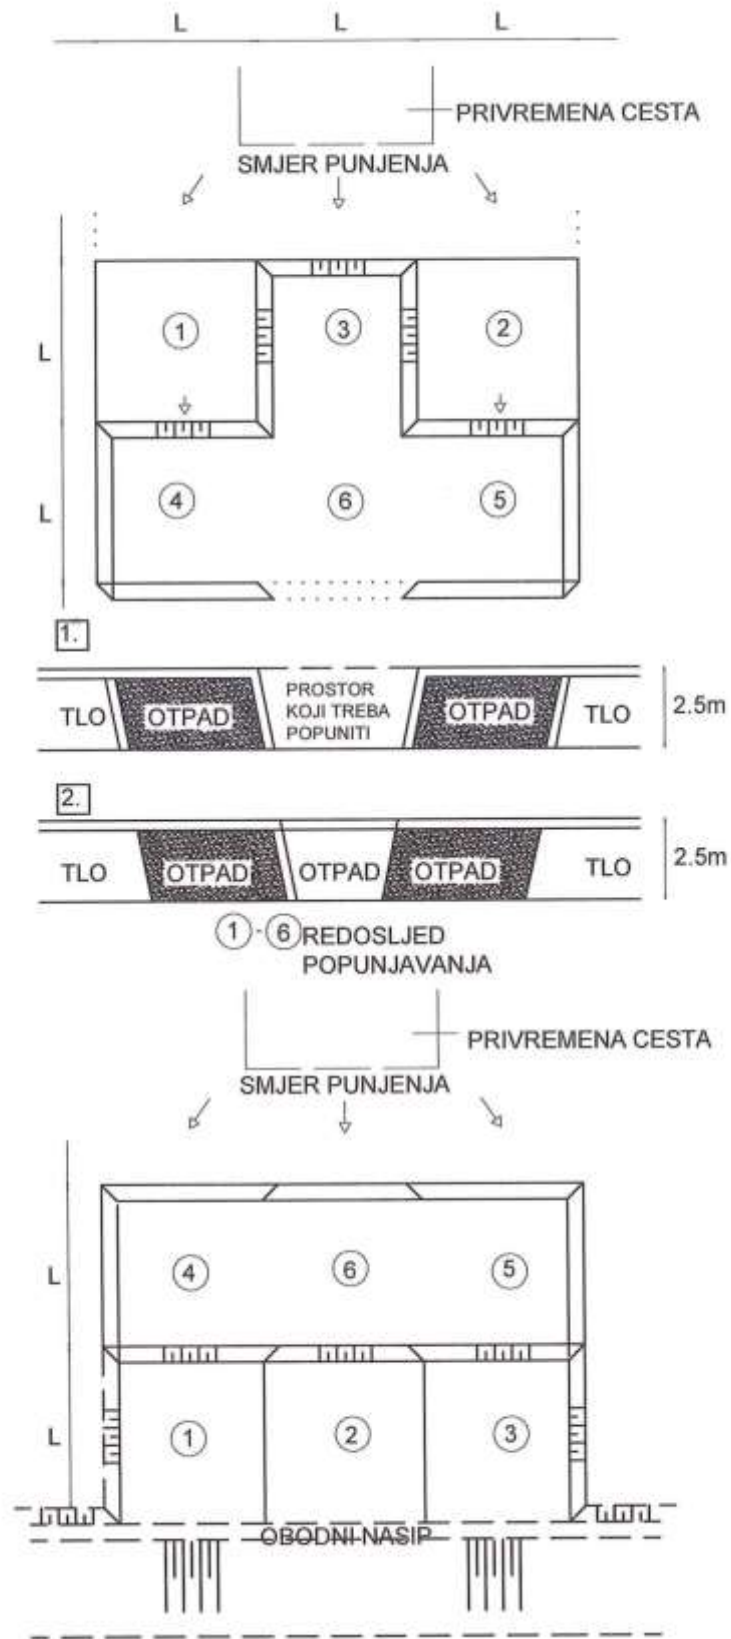 L L L
PRIVREMENA CESTA
SMJER PUNJENJA
L
1 3 2
L
4 6 5
1.
TLO OTPAD PROSTOR KOJI TREBA POPUNITI OTPAD TLO 2.5m
2.
TLO OTPAD OTPAD OTPAD TLO 2.5m
1 - 6 REDOSLJED
POPUNJAVANJA
PRIVREMENA CESTA
SMJER PUNJENJA
L
4 6 5
L
1 2 3
OBODNI NASIP